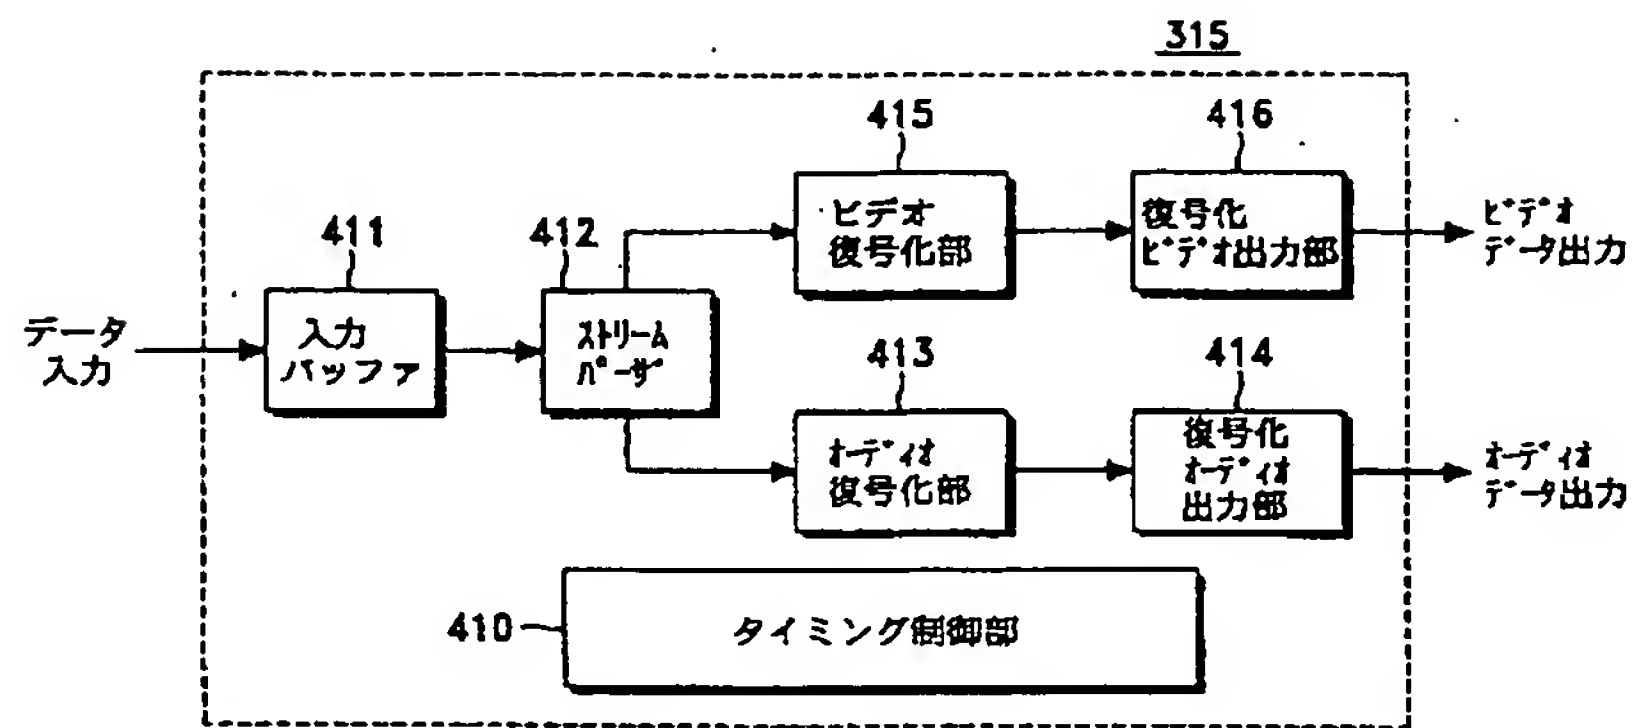 315
415
416
ビデオ
復号化部
復号化
ビデオ出力部
ビデオ
データ出力
411
412
データ
入力
入力
バッファ
ストリーム
パーザ
413
414
オーディオ
復号化部
復号化
オーディオ
出力部
オーディオ
データ出力
410
タイミング制御部